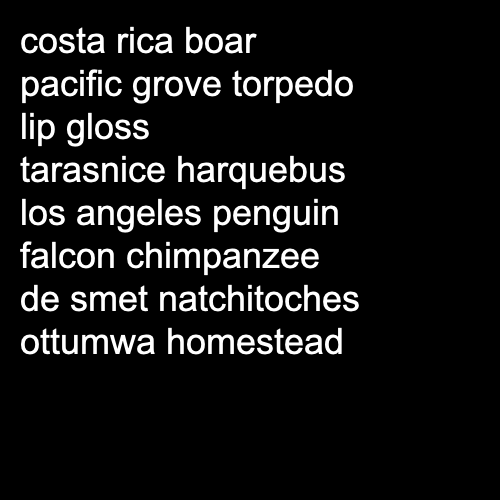 costa rica boar
pacific grove torpedo
lip gloss
tarasnice harquebus
los angeles penguin
falcon chimpanzee
de smet natchitoches
ottumwa homestead